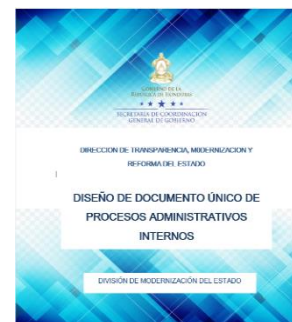 GOBIERNO DE LA
REPÚBLICA DE HONDURAS
SECRETARÍA DE COORDINACIÓN
GENERAL DE GOBIERNO
DIRECCION DE TRANSPARENCIA, MODERNIZACION Y
REFORMA DEL ESTADO
DISEÑO DE DOCUMENTO ÚNICO DE
PROCESOS ADMINISTRATIVOS
INTERNOS
DIVISIÓN DE MODERNIZACIÓN DEL ESTADO